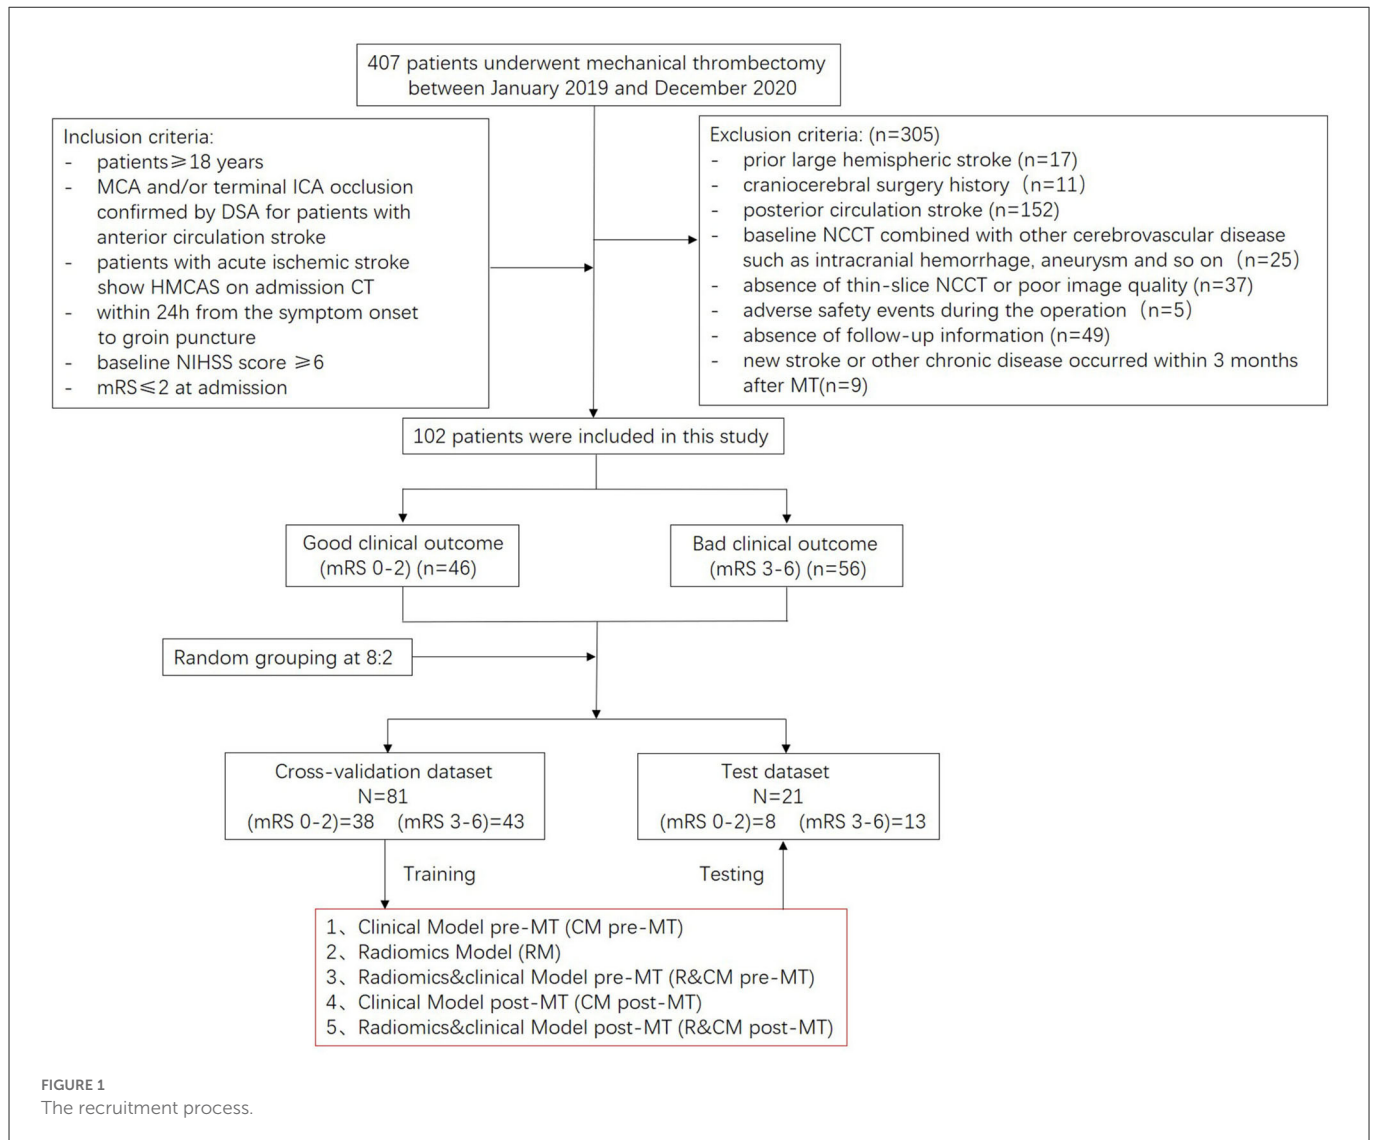 407 patients underwent mechanical thrombectomy
between January 2019 and December 2020
Inclusion criteria:
- patients≥18 years
- MCA and/or terminal ICA occlusion
confirmed by DSA for patients with
anterior circulation stroke
- patients with acute ischemic stroke
show HMCAS on admission CT
- within 24h from the symptom onset
to groin puncture
- baseline NIHSS score ≥6
- mRS≤2 at admission
Exclusion criteria: (n=305)
- prior large hemispheric stroke (n=17)
- craniocerebral surgery history（n=11）
- posterior circulation stroke (n=152)
- baseline NCCT combined with other cerebrovascular disease
such as intracranial hemorrhage, aneurysm and so on（n=25）
- absence of thin-slice NCCT or poor image quality (n=37)
- adverse safety events during the operation（n=5）
- absence of follow-up information (n=49)
- new stroke or other chronic disease occurred within 3 months
after MT(n=9)
102 patients were included in this study
Good clinical outcome
(mRS 0-2) (n=46)
Bad clinical outcome
(mRS 3-6) (n=56)
Random grouping at 8:2
Cross-validation dataset
N=81
(mRS 0-2)=38 (mRS 3-6)=43
Test dataset
N=21
(mRS 0-2)=8 (mRS 3-6)=13
Training
Testing
1、Clinical Model pre-MT (CM pre-MT)
2、Radiomics Model (RM)
3、Radiomics&clinical Model pre-MT (R&CM pre-MT)
4、Clinical Model post-MT (CM post-MT)
5、Radiomics&clinical Model post-MT (R&CM post-MT)
FIGURE 1
The recruitment process.